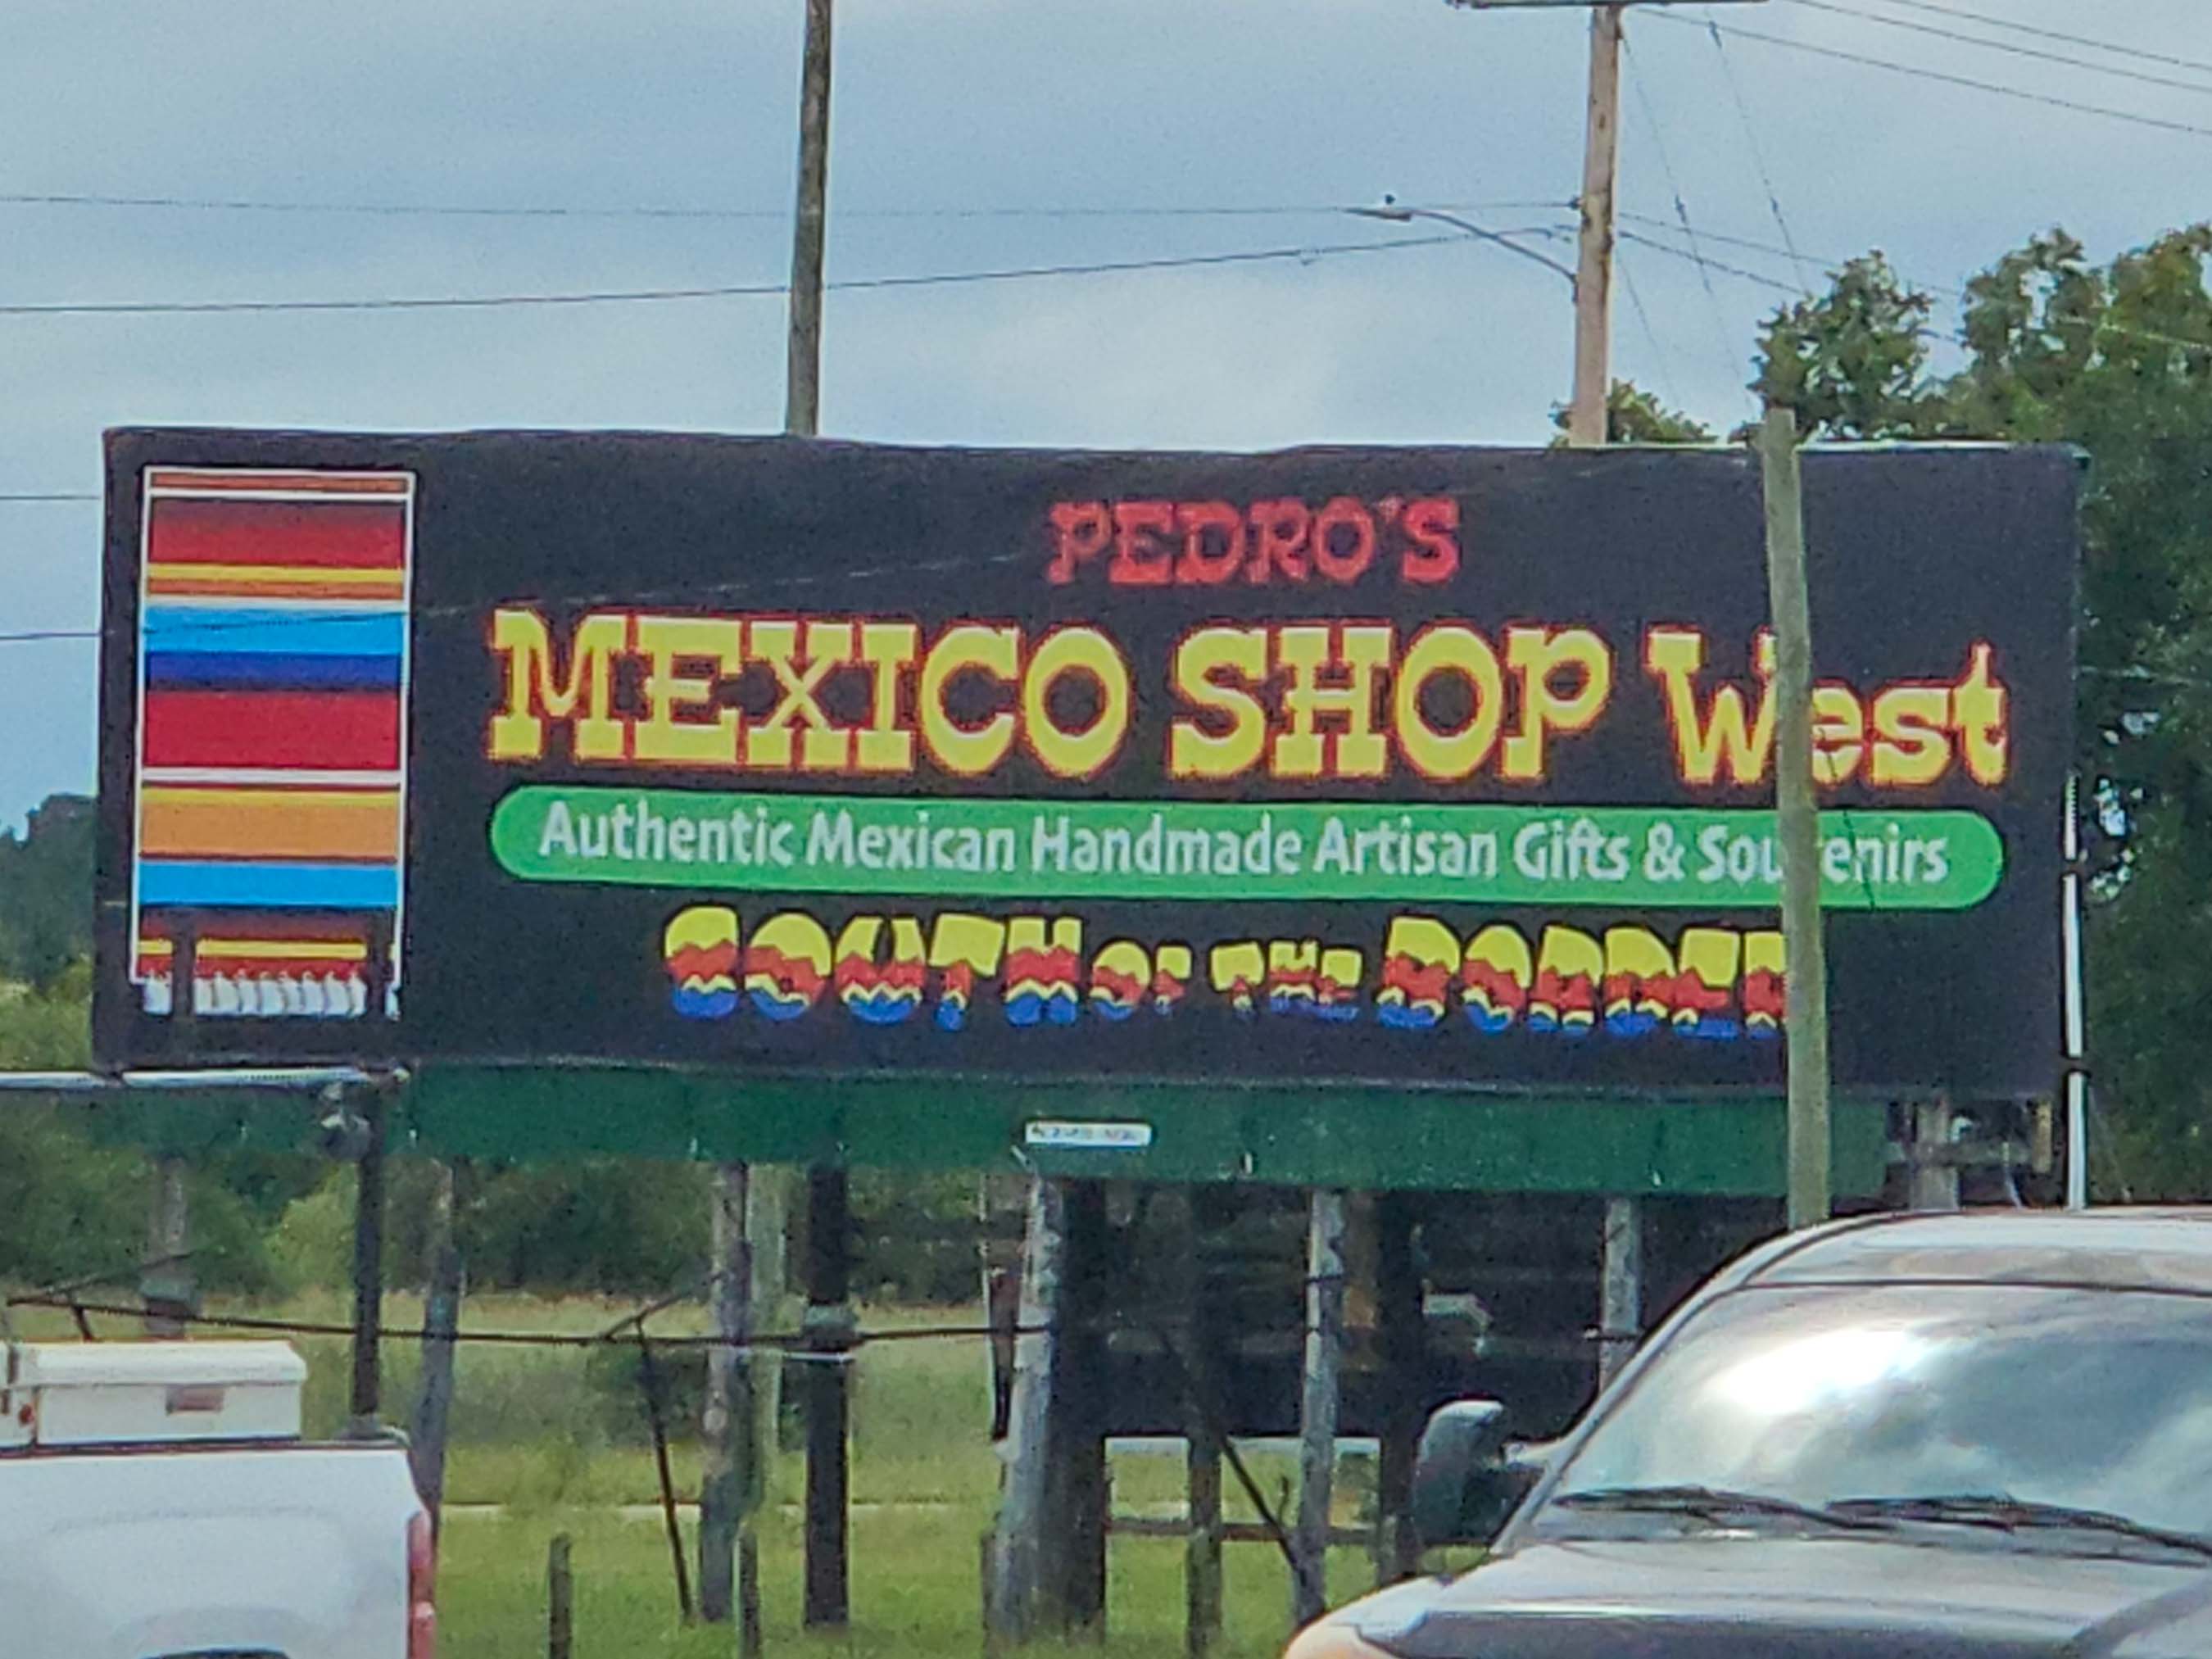 PEDRO'S
MEXICO SHOP West
Authentic Mexican Handmade Artisan Gifts & Souvenirs
SOUTH OF THE BORDER